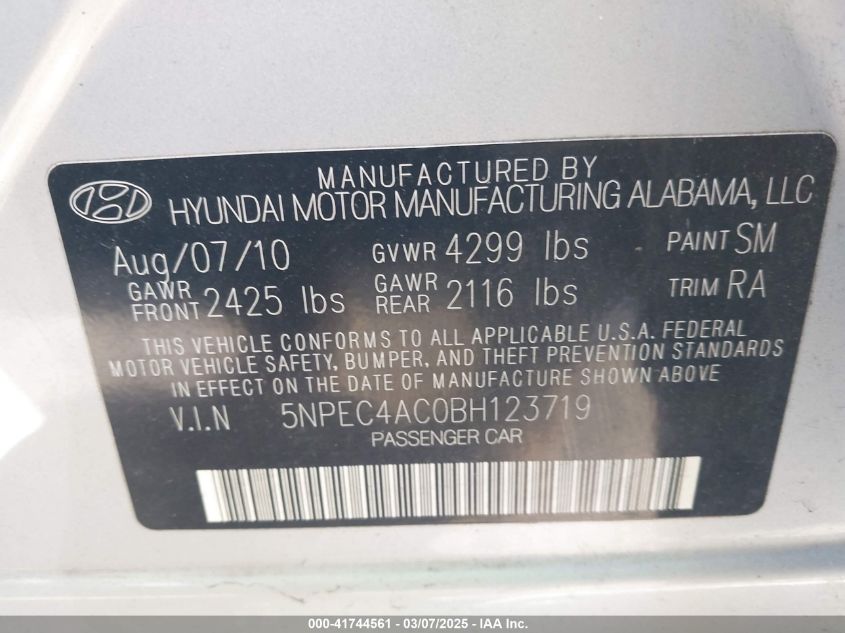 MANUFACTURED BY
HYUNDAI MOTOR MANUFACTURING ALABAMA, LLC
Aug/07/10 GVWR 4299 lbs PAINT SM
GAWR FRONT 2425 lbs GAWR REAR 2116 lbs TRIM RA
THIS VEHICLE CONFORMS TO ALL APPLICABLE U.S.A. FEDERAL
MOTOR VEHICLE SAFETY, BUMPER, AND THEFT PREVENTION STANDARDS
IN EFFECT ON THE DATE OF MANUFACTURE SHOWN ABOVE.
V.I.N 5NPEC4AC0BH123719
PASSENGER CAR
000-41744561 - 03/07/2025 - IAA Inc.